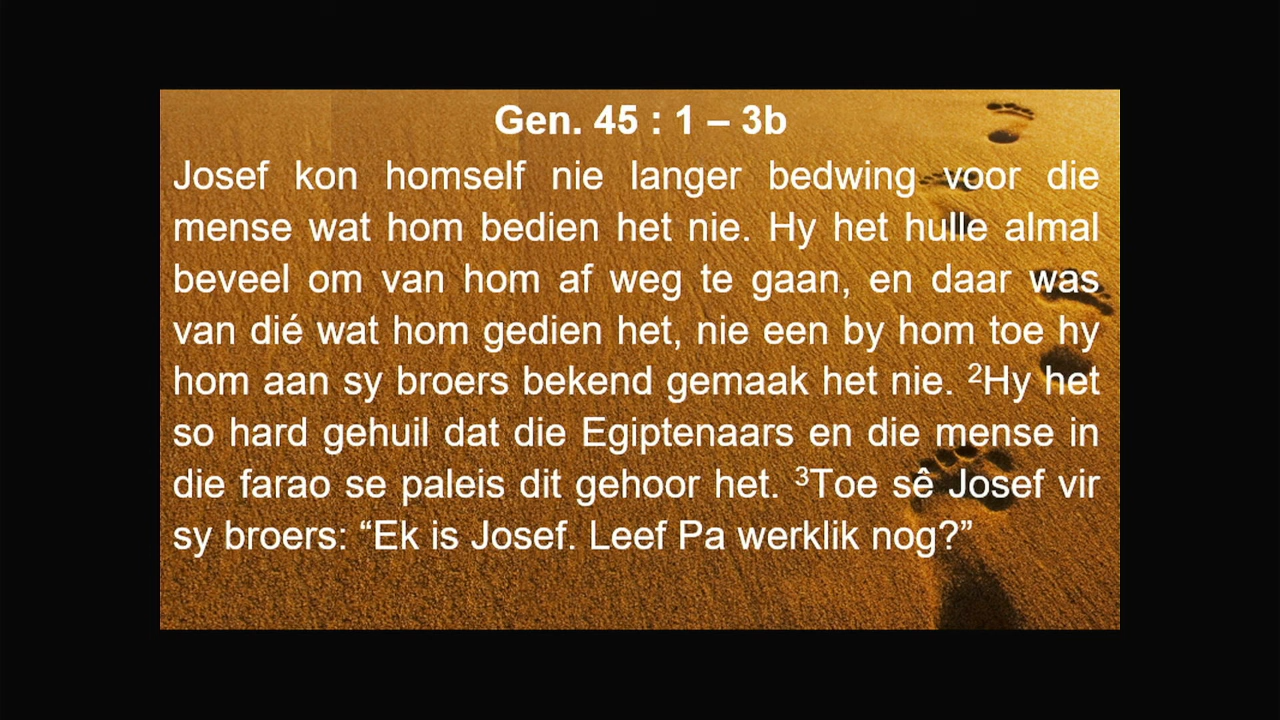 Gen. 45 : 1 – 3b
Josef kon homself nie langer bedwing voor die
mense wat hom bedien het nie. Hy het hulle almal
beveel om van hom af weg te gaan, en daar was
van dié wat hom gedien het, nie een by hom toe hy
hom aan sy broers bekend gemaak het nie. ²Hy het
so hard gehuil dat die Egiptenaars en die mense in
die farao se paleis dit gehoor het. ³Toe sê Josef vir
sy broers: “Ek is Josef. Leef Pa werklik nog?”